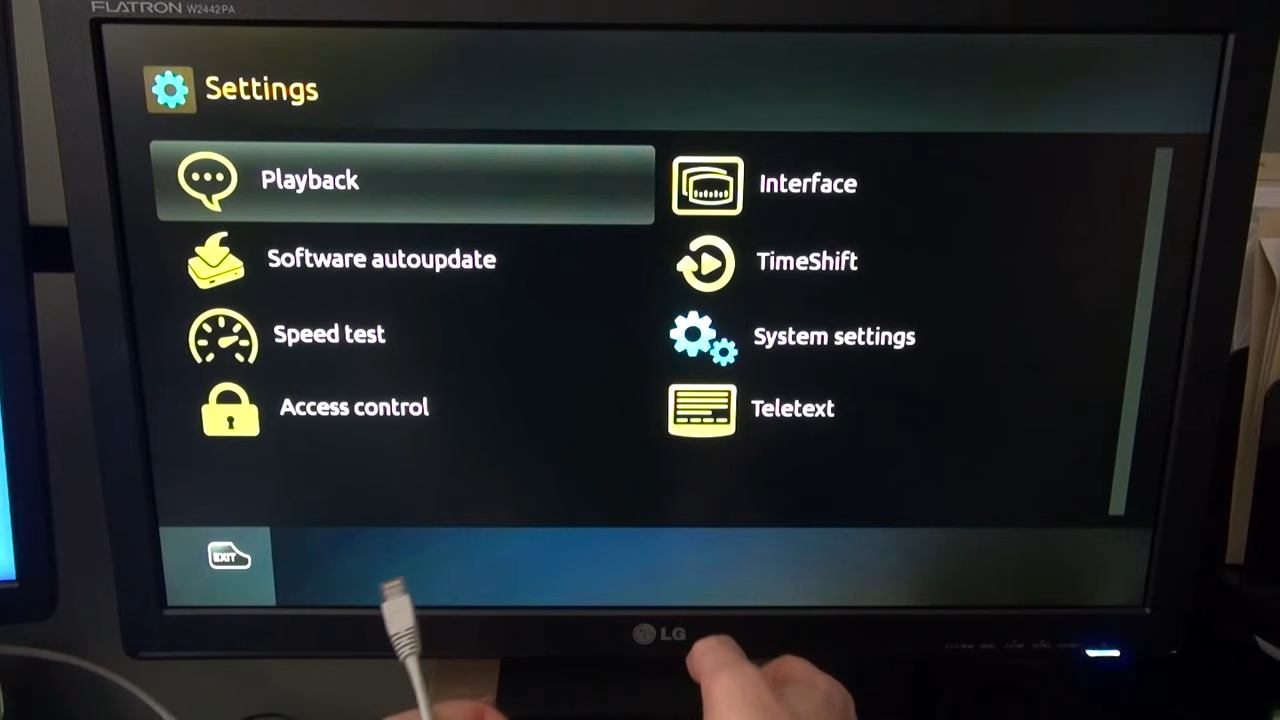 FLATRON W2442PA
Settings
Playback
Interface
Software autoupdate
TimeShift
Speed test
System settings
Access control
Teletext
EXIT
LG